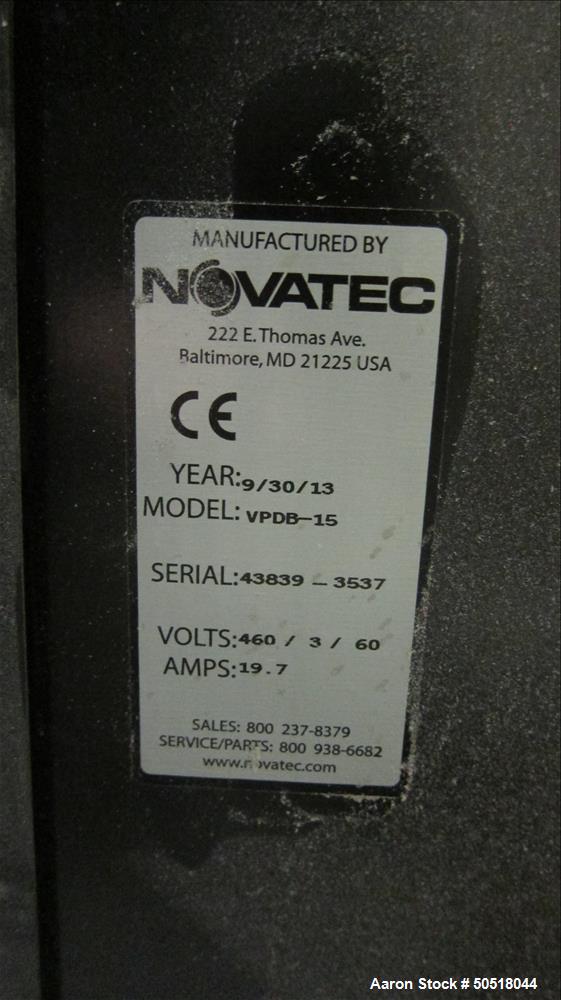 MANUFACTURED BY
NOVATEC
222 E. Thomas Ave.
Baltimore, MD 21225 USA
CE
YEAR: 9/30/13
MODEL: VPDB-15
SERIAL: 43839 - 3537
VOLTS: 460 / 3 / 60
AMPS: 19.7
SALES: 800 237-8379
SERVICE/PARTS: 800 938-6682
www.novatec.com
Aaron Stock # 50518044